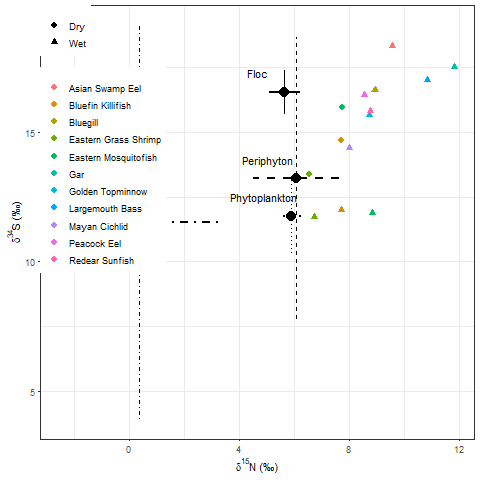 Dry
Wet
Asian Swamp Eel
Bluefin Killifish
Bluegill
Eastern Grass Shrimp
Eastern Mosquitofish
Gar
Golden Topminnow
Largemouth Bass
Mayan Cichlid
Peacock Eel
Redear Sunfish
Floc
Periphyton
Phytoplankton
15
10
5
δ³⁴S (‰)
0
4
8
12
δ¹⁵N (‰)